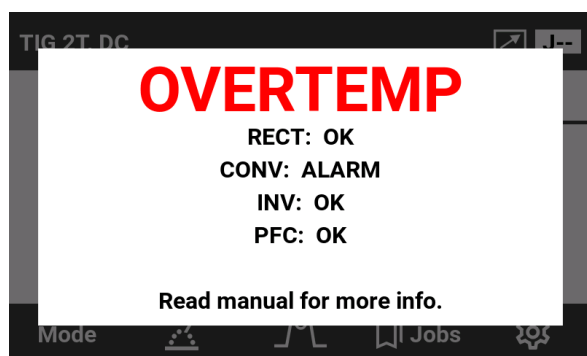 TIG 2T, DC
J--
OVERTEMP
RECT: OK
CONV: ALARM
INV: OK
PFC: OK
Read manual for more info.
Mode
Jobs